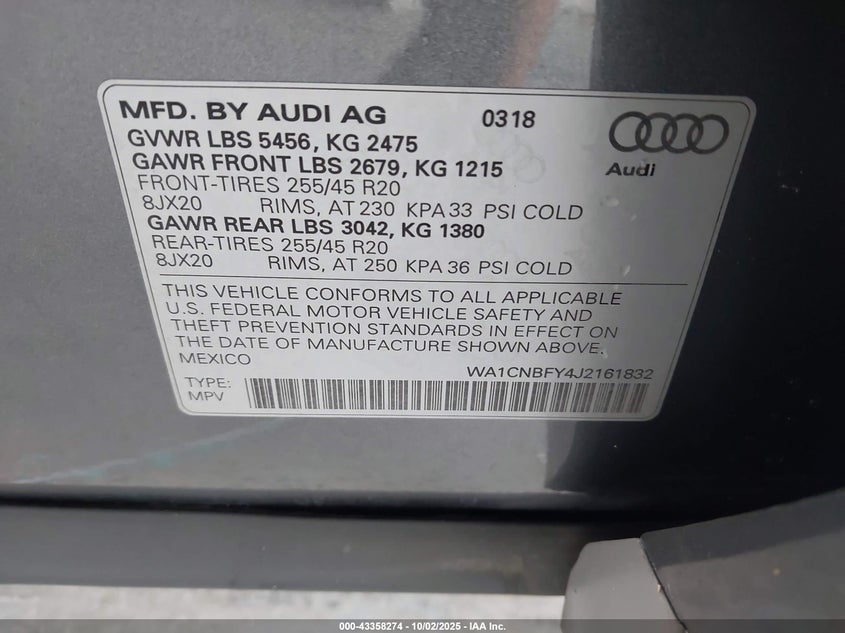 MFD. BY AUDI AG 0318
GVWR LBS 5456, KG 2475
GAWR FRONT LBS 2679, KG 1215
Audi
FRONT-TIRES 255/45 R20
8JX20 RIMS, AT 230 KPA 33 PSI COLD
GAWR REAR LBS 3042, KG 1380
REAR-TIRES 255/45 R20
8JX20 RIMS, AT 250 KPA 36 PSI COLD
THIS VEHICLE CONFORMS TO ALL APPLICABLE
U.S. FEDERAL MOTOR VEHICLE SAFETY AND
THEFT PREVENTION STANDARDS IN EFFECT ON
THE DATE OF MANUFACTURE SHOWN ABOVE.
MEXICO
WA1CNBFY4J2161832
TYPE:
MPV
000-43358274 - 10/02/2025 - IAA Inc.